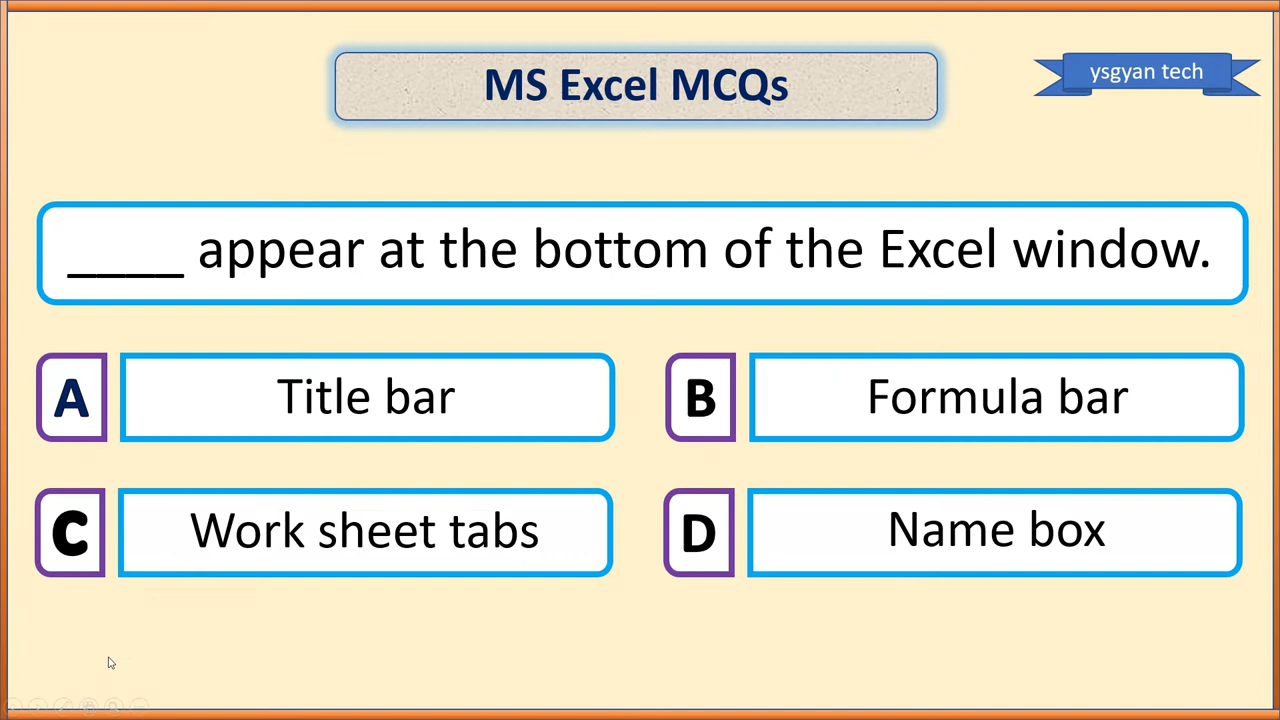 MS Excel MCQs
ysgyan tech
____ appear at the bottom of the Excel window.
A Title bar
B Formula bar
C Work sheet tabs
D Name box